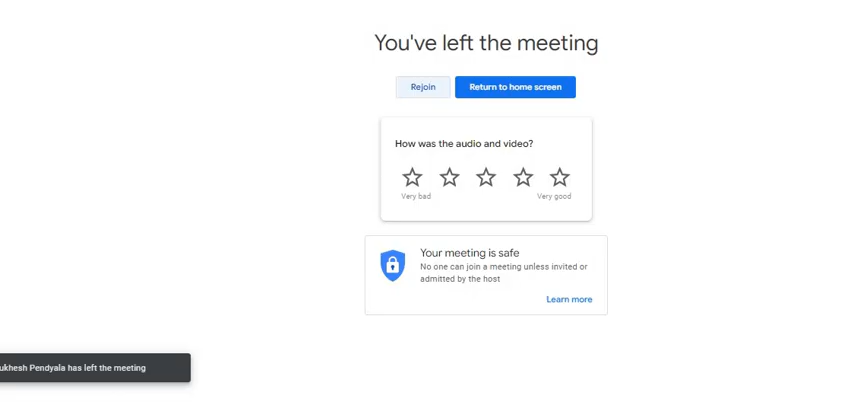 You've left the meeting
Rejoin
Return to home screen
How was the audio and video?
Very bad
Very good
Your meeting is safe
No one can join a meeting unless invited or
admitted by the host
Learn more
ukhesh Pendyala has left the meeting